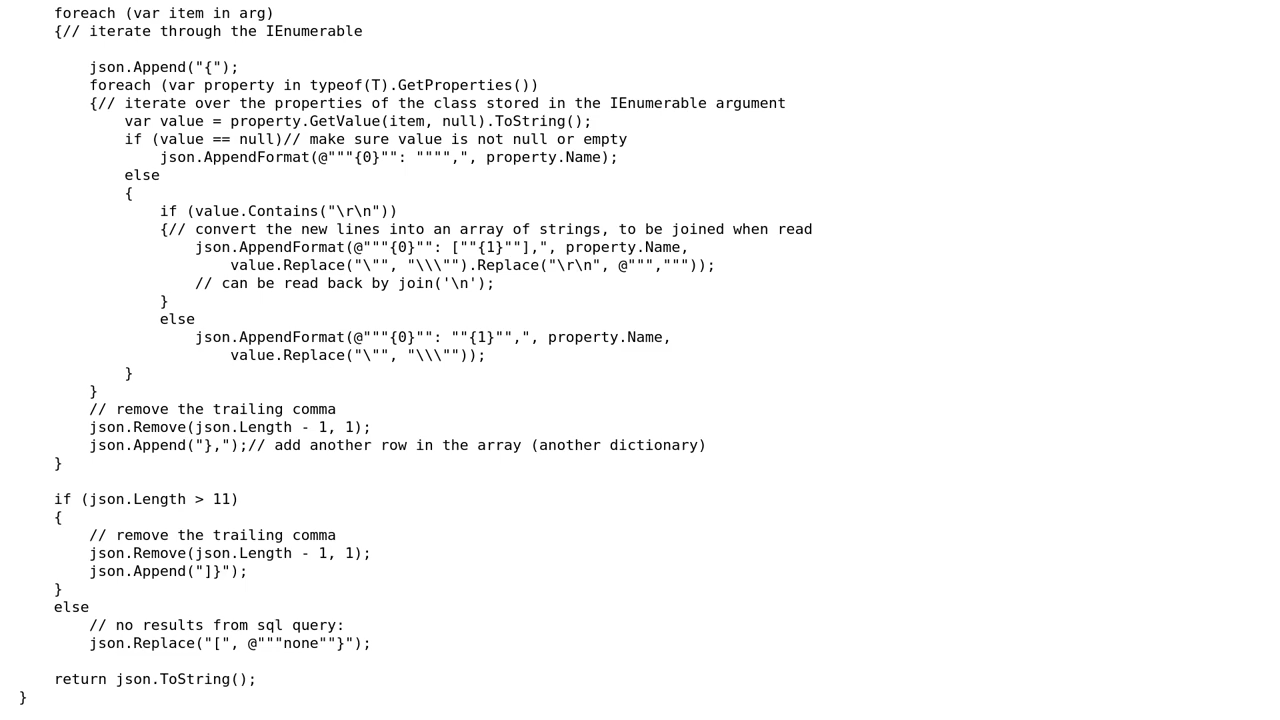 foreach (var item in arg)
    {// iterate through the IEnumerable

        json.Append("{");
        foreach (var property in typeof(T).GetProperties())
        {// iterate over the properties of the class stored in the IEnumerable argument
            var value = property.GetValue(item, null).ToString();
            if (value == null)// make sure value is not null or empty
                json.AppendFormat(@"""{0}"": """",", property.Name);
            else
            {
                if (value.Contains("\r\n"))
                {// convert the new lines into an array of strings, to be joined when read
                    json.AppendFormat(@"""{0}"": [""{1}""],", property.Name,
                        value.Replace("\"", "\\\"").Replace("\r\n", @""","""));
                    // can be read back by join('\n');
                }
                else
                    json.AppendFormat(@"""{0}"": ""{1}"",", property.Name,
                        value.Replace("\"", "\\\""));
            }
        }
        // remove the trailing comma
        json.Remove(json.Length - 1, 1);
        json.Append("},");// add another row in the array (another dictionary)
    }

    if (json.Length > 11)
    {
        // remove the trailing comma
        json.Remove(json.Length - 1, 1);
        json.Append("]}");
    }
    else
        // no results from sql query:
        json.Replace("[", @"""none""}");

    return json.ToString();
}